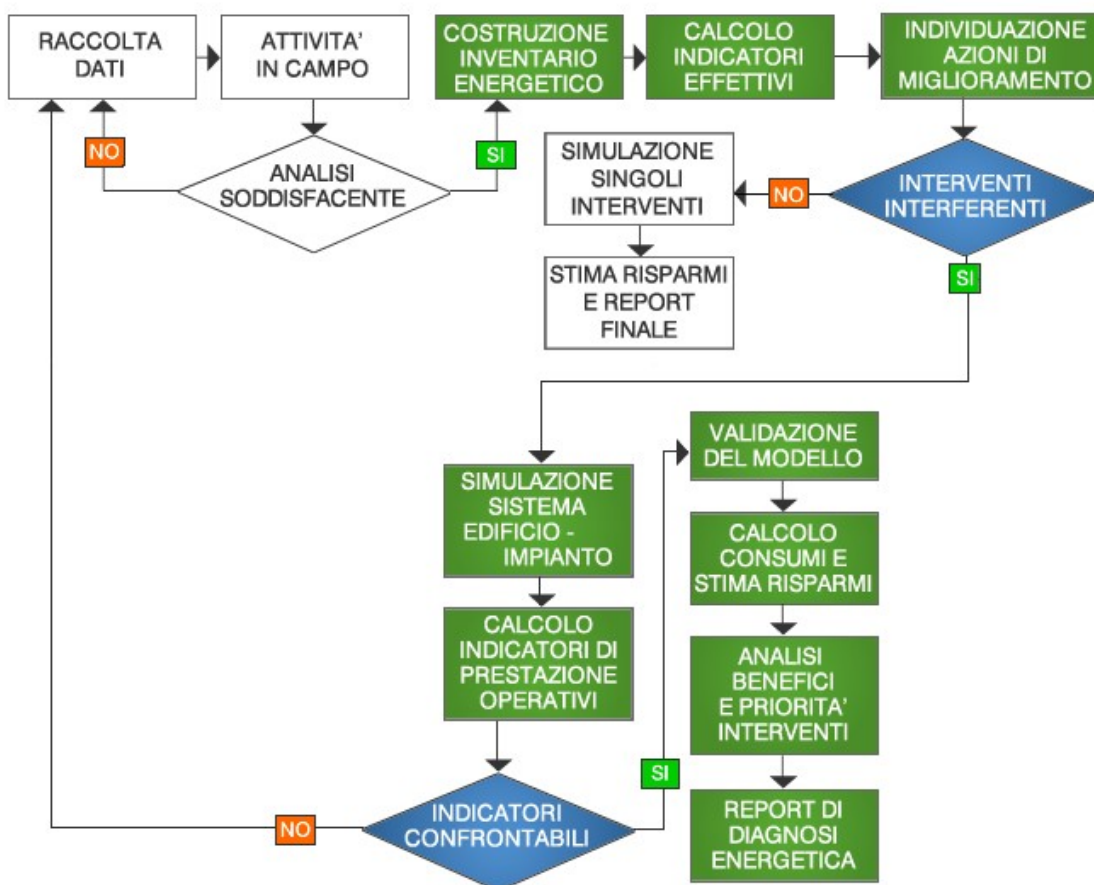 RACCOLTA
DATI
ATTIVITA'
IN CAMPO
COSTRUZIONE
INVENTARIO
ENERGETICO
CALCOLO
INDICATORI
EFFETTIVI
INDIVIDUAZIONE
AZIONI DI
MIGLIORAMENTO
NO
ANALISI
SODDISFACENTE
SI
SIMULAZIONE
SINGOLI
INTERVENTI
NO
INTERVENTI
INTERFERENTI
STIMA RISPARMI
E REPORT
FINALE
SI
SIMULAZIONE
SISTEMA
EDIFICIO -
IMPIANTO
CALCOLO
INDICATORI DI
PRESTAZIONE
OPERATIVI
NO
INDICATORI
CONFRONTABILI
SI
VALIDAZIONE
DEL MODELLO
CALCOLO
CONSUMI E
STIMA RISPARMI
ANALISI
BENEFICI
E PRIORITA'
INTERVENTI
REPORT DI
DIAGNOSI
ENERGETICA